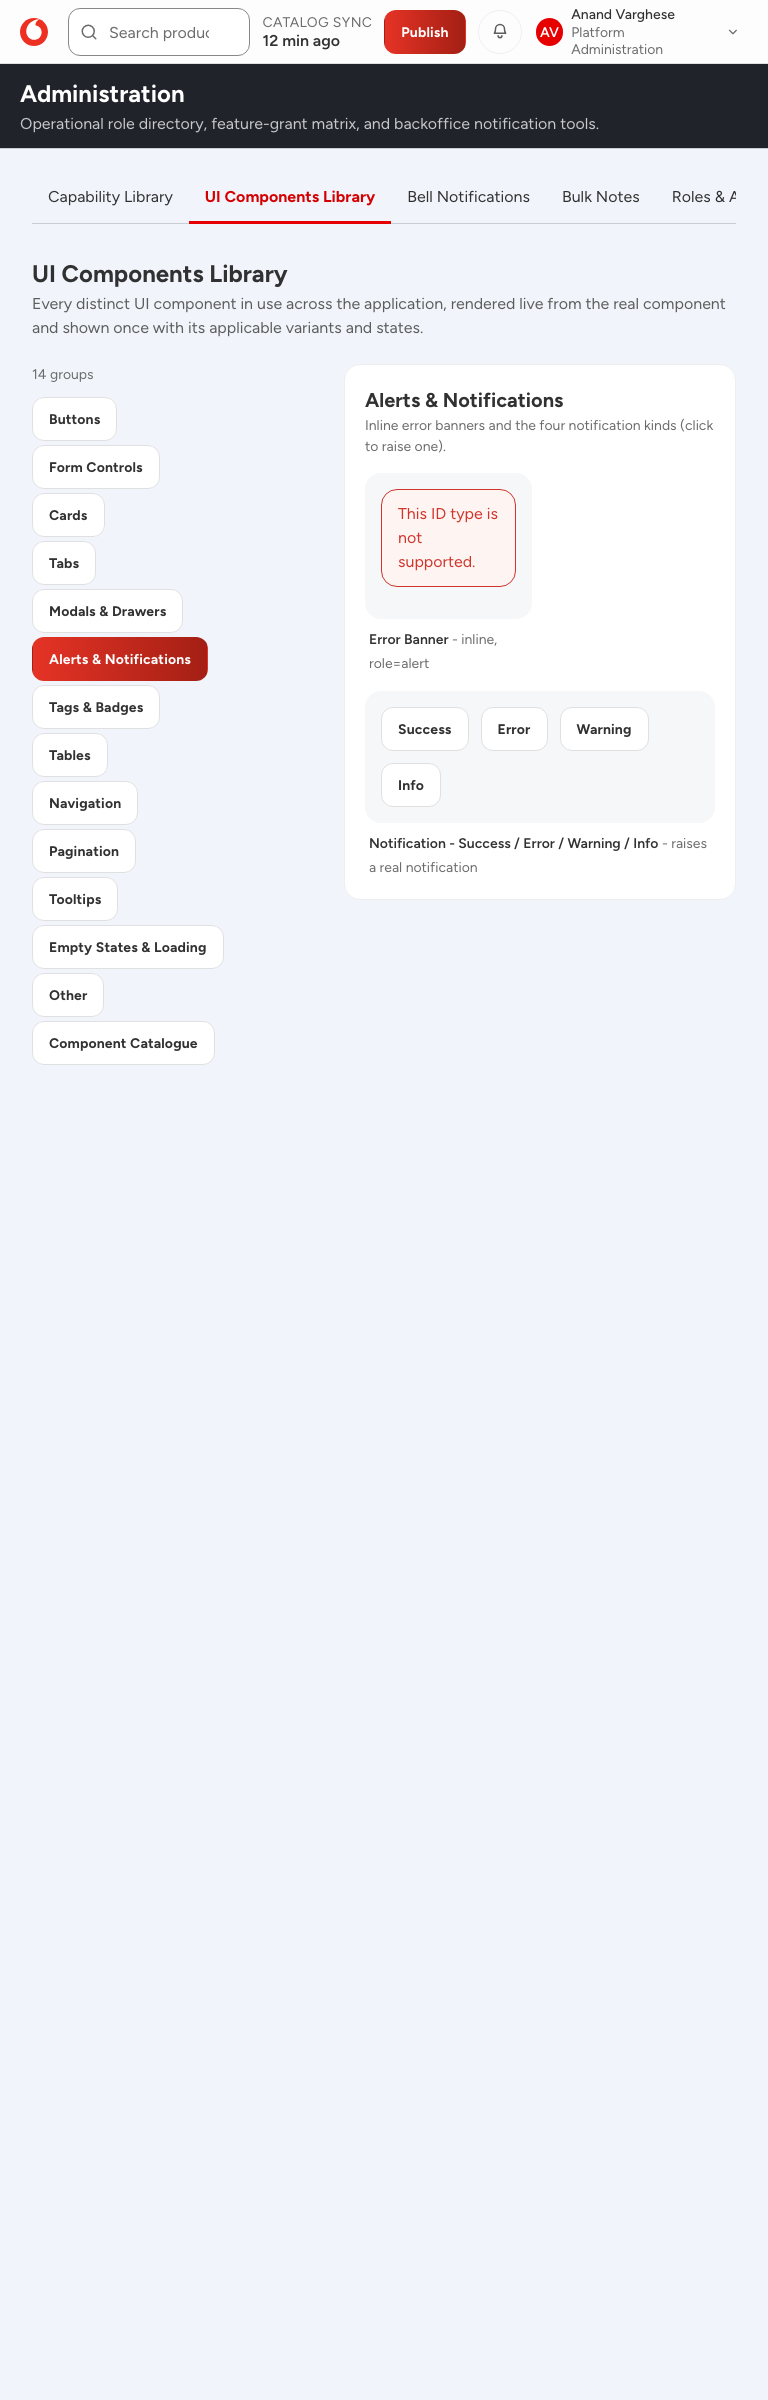 Search produc
CATALOG SYNC
12 min ago
Publish
AV
Anand Varghese
Platform
Administration
Administration
Operational role directory, feature-grant matrix, and backoffice notification tools.
Capability Library
UI Components Library
Bell Notifications
Bulk Notes
Roles & A
UI Components Library
Every distinct UI component in use across the application, rendered live from the real component
and shown once with its applicable variants and states.
14 groups
Buttons
Form Controls
Cards
Tabs
Modals & Drawers
Alerts & Notifications
Tags & Badges
Tables
Navigation
Pagination
Tooltips
Empty States & Loading
Other
Component Catalogue
Alerts & Notifications
Inline error banners and the four notification kinds (click
to raise one).
This ID type is
not
supported.
Error Banner - inline,
role=alert
Success
Error
Warning
Info
Notification - Success / Error / Warning / Info - raises
a real notification